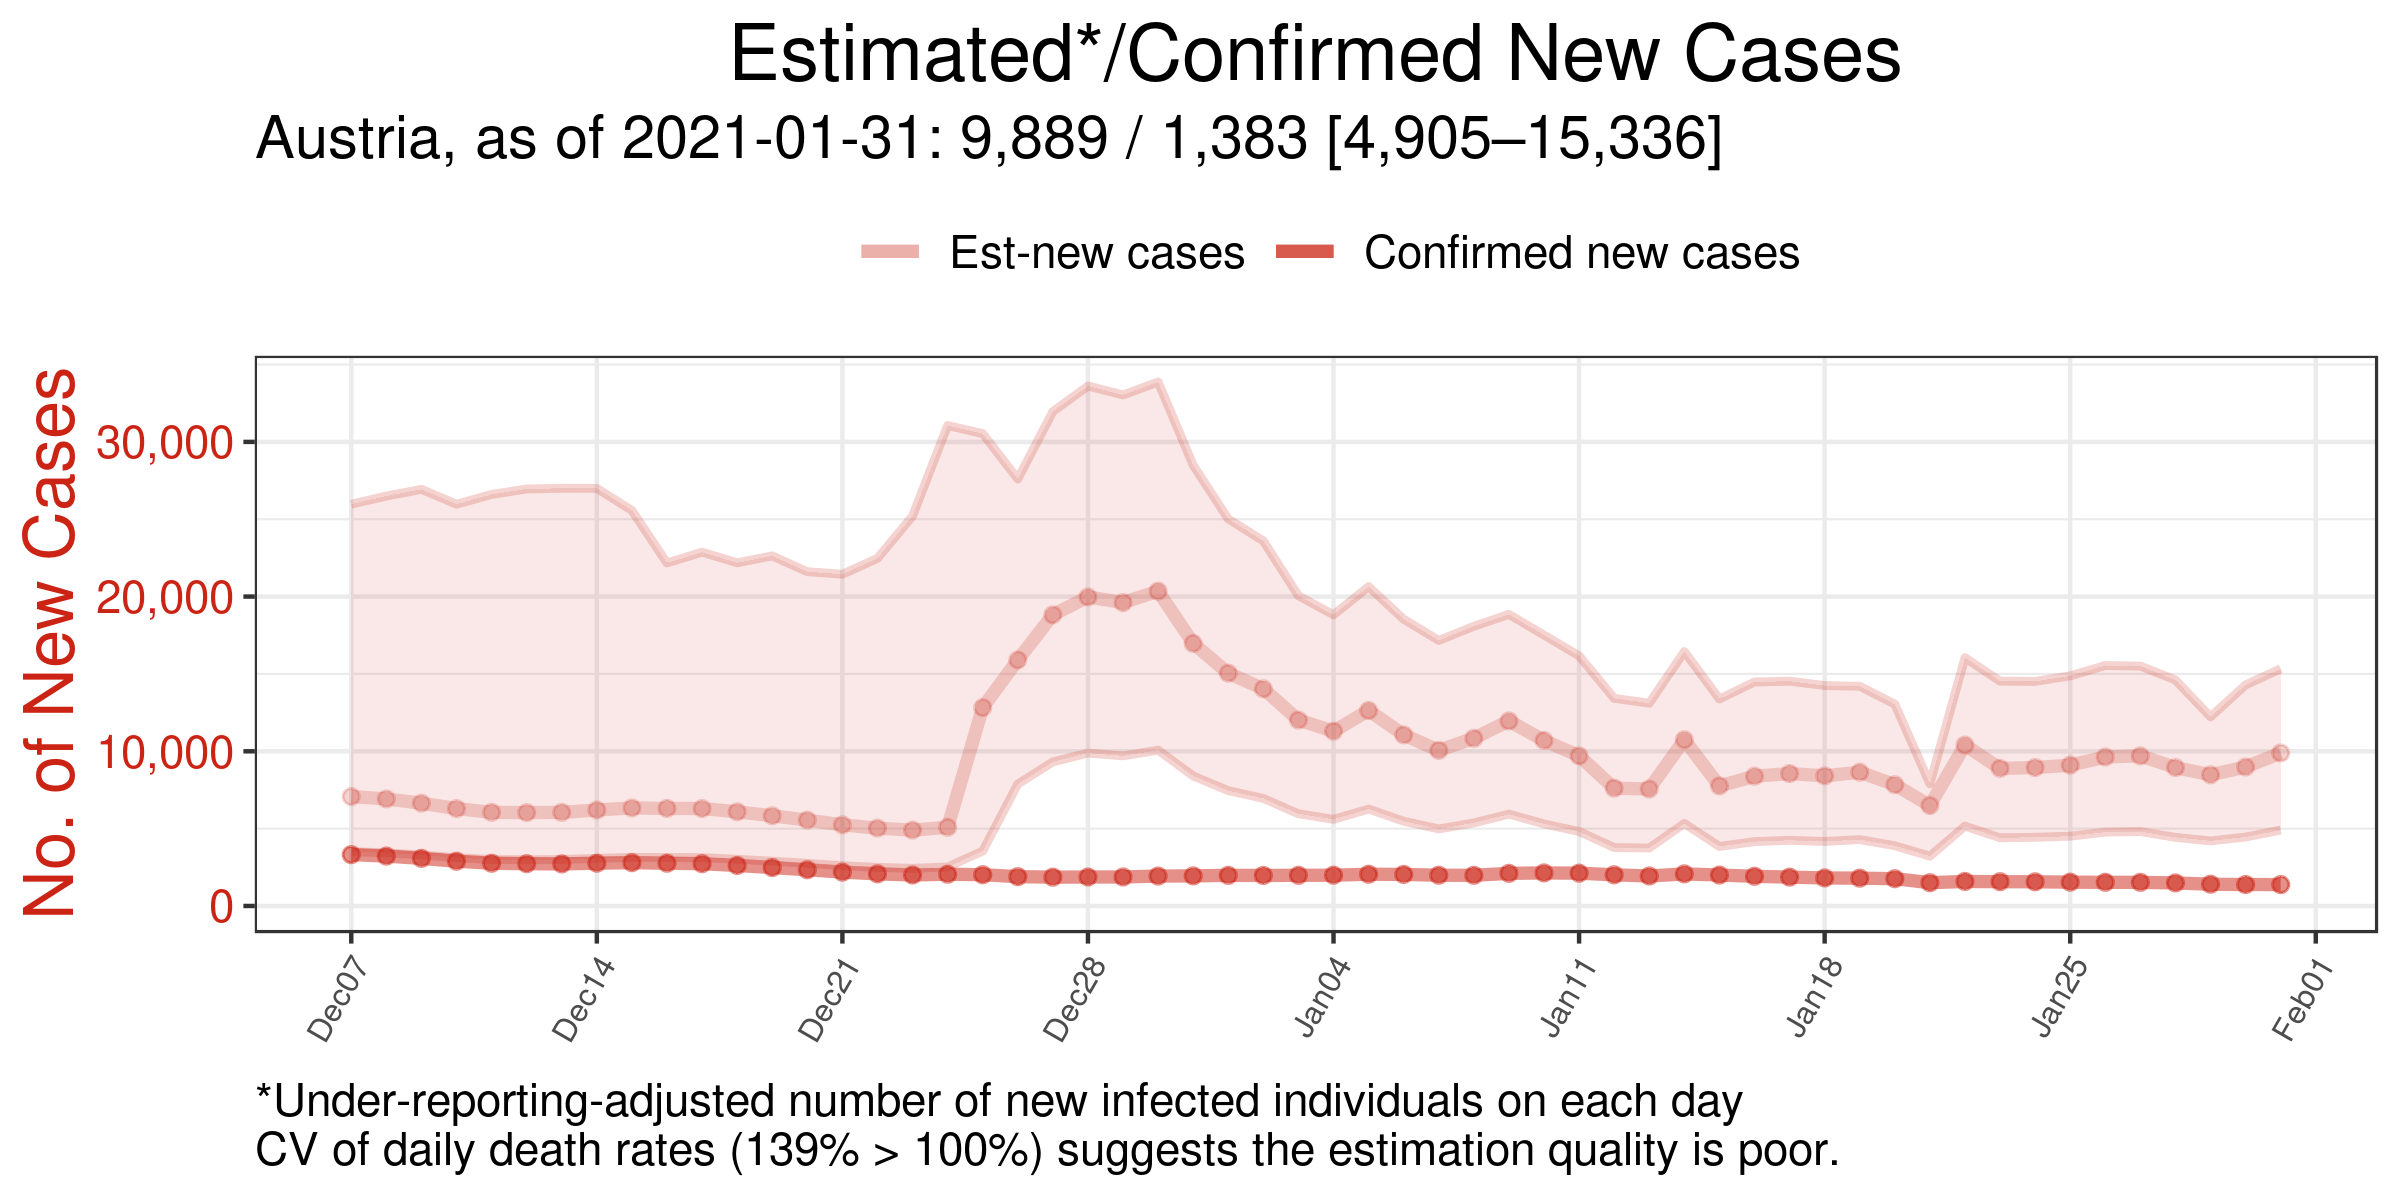 Estimated*/Confirmed New Cases
Austria, as of 2021-01-31: 9,889 / 1,383 [4,905–15,336]
Est-new cases
Confirmed new cases
No. of New Cases
30,000
20,000
10,000
0
Dec07
Dec14
Dec21
Dec28
Jan04
Jan11
Jan18
Jan25
Feb01
*Under-reporting-adjusted number of new infected individuals on each day
CV of daily death rates (139% > 100%) suggests the estimation quality is poor.